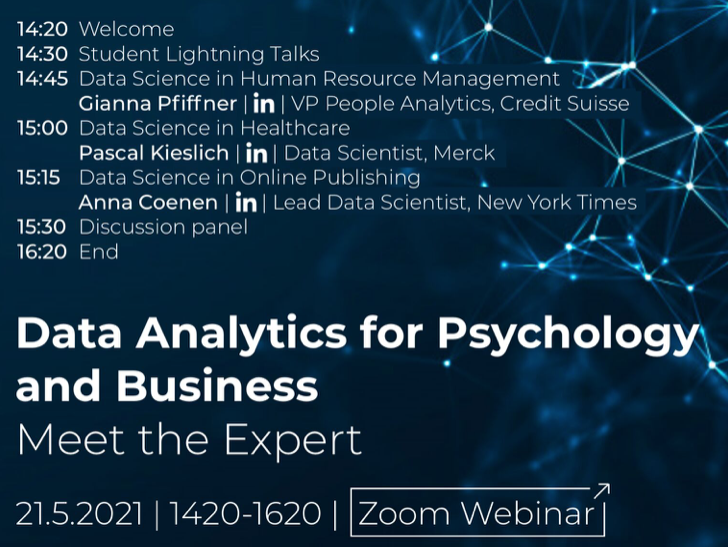 14:20 Welcome
14:30 Student Lightning Talks
14:45 Data Science in Human Resource Management
Gianna Pfiffner | in | VP People Analytics, Credit Suisse
15:00 Data Science in Healthcare
Pascal Kieslich | in | Data Scientist, Merck
15:15 Data Science in Online Publishing
Anna Coenen | in | Lead Data Scientist, New York Times
15:30 Discussion panel
16:20 End
Data Analytics for Psychology
and Business
Meet the Expert
21.5.2021 | 1420-1620 | Zoom Webinar